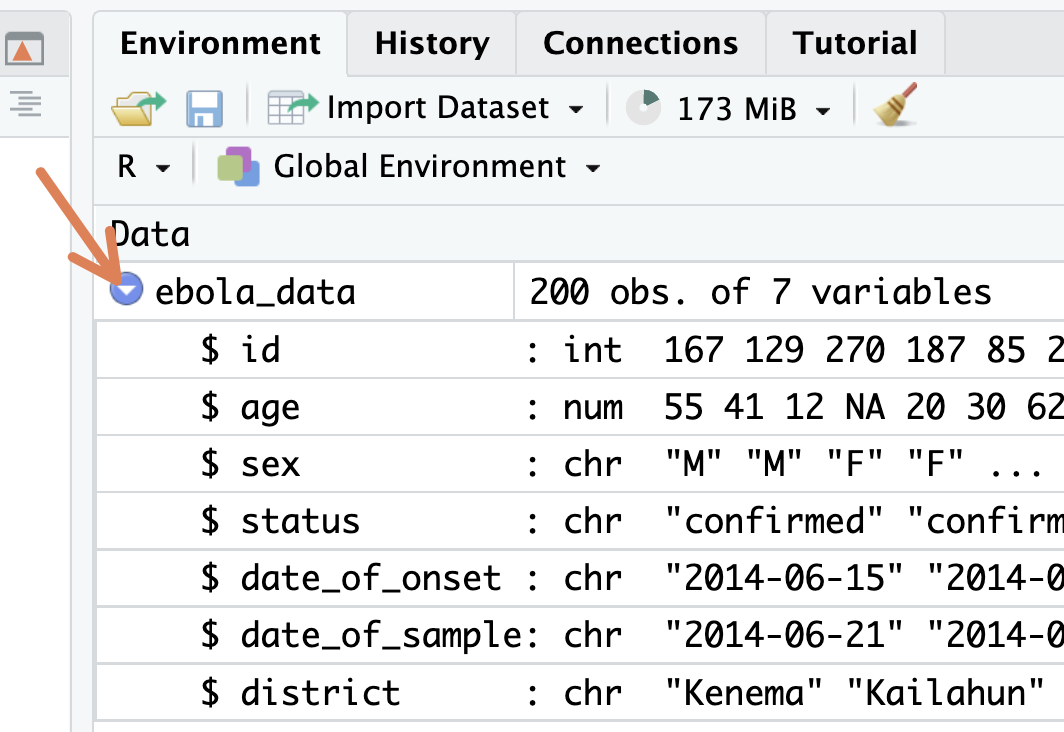 Environment History Connections Tutorial
Import Dataset 173 MiB
R Global Environment
Data
ebola_data 200 obs. of 7 variables
$ id : int 167 129 270 187 85 2
$ age : num 55 41 12 NA 20 30 62
$ sex : chr "M" "M" "F" "F" ...
$ status : chr "confirmed" "confirm
$ date_of_onset : chr "2014-06-15" "2014-0
$ date_of_sample: chr "2014-06-21" "2014-0
$ district : chr "Kenema" "Kailahun"